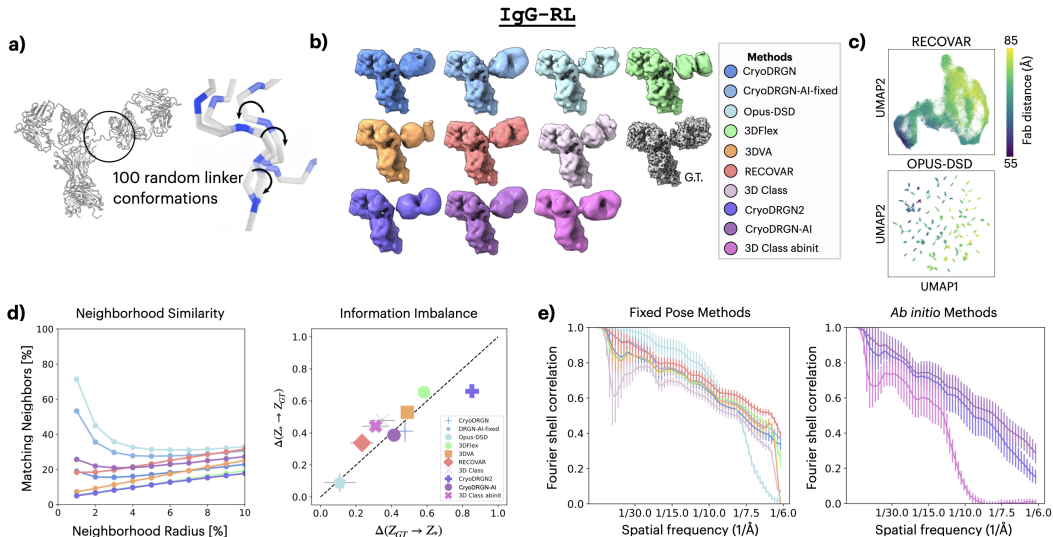 IgG-RL
a)
100 random linker
conformations
b)
G.T.
Methods
CryoDRGN
CryoDRGN-AI-fixed
Opus-DSD
3DFlex
3DVA
RECOVAR
3D Class
CryoDRGN2
CryoDRGN-AI
3D Class abinit
c)
RECOVAR
UMAP2
85
Fab distance (Å)
55
OPUS-DSD
UMAP2
UMAP1
d)
Neighborhood Similarity
Matching Neighbors [%]
100
80
60
40
20
0
0 2 4 6 8 10
Neighborhood Radius [%]
Information Imbalance
Δ(Z* → Z_GT)
1.0
0.8
0.6
0.4
0.2
0.0
0.0 0.2 0.4 0.6 0.8 1.0
Δ(Z_GT → Z*)
CryoDRGN
DRGN-AI-fixed
Opus-DSD
3DFlex
3DVA
RECOVAR
3D Class
CryoDRGN2
CryoDRGN-AI
3D Class abinit
e)
Fixed Pose Methods
Fourier shell correlation
1.0
0.8
0.6
0.4
0.2
0.0
1/30.0 1/15.0 1/10.0 1/7.5 1/6.0
Spatial frequency (1/Å)
Ab initio Methods
Fourier shell correlation
1.0
0.8
0.6
0.4
0.2
0.0
1/30.0 1/15.0 1/10.0 1/7.5 1/6.0
Spatial frequency (1/Å)